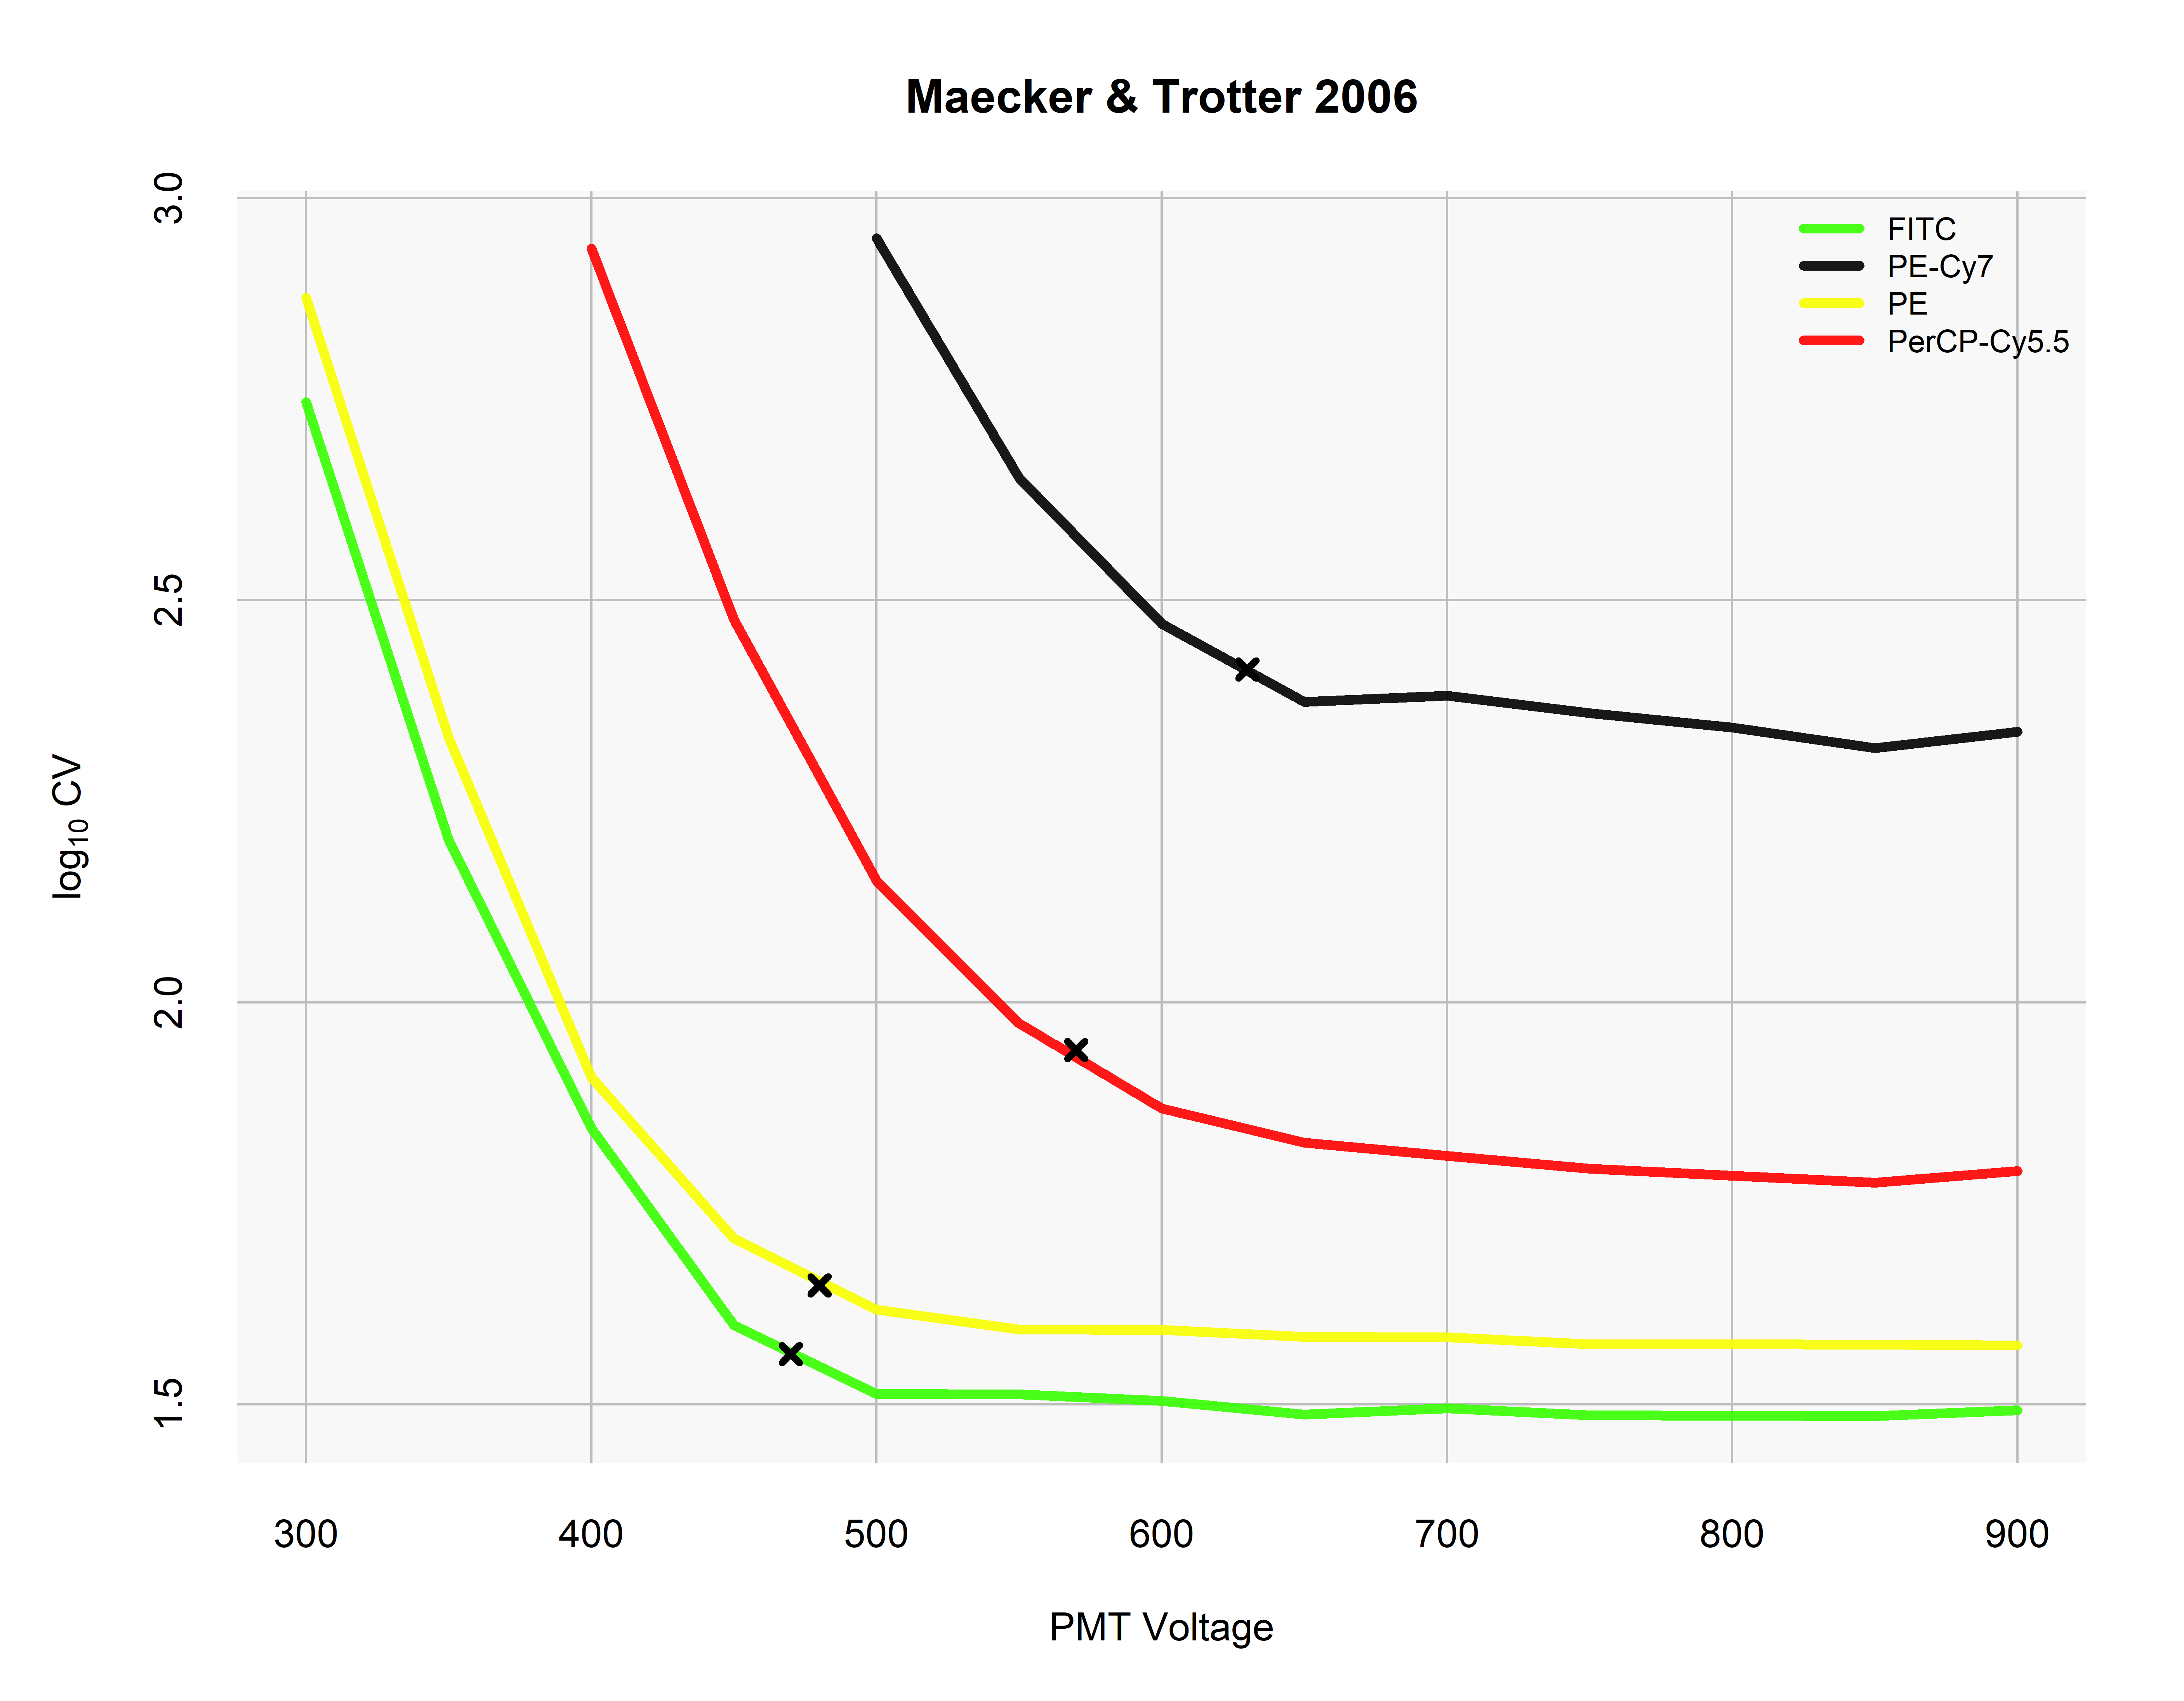 Maecker & Trotter 2006
3.0
2.5
2.0
1.5
log₁₀ CV
FITC
PE-Cy7
PE
PerCP-Cy5.5
300 400 500 600 700 800 900
PMT Voltage